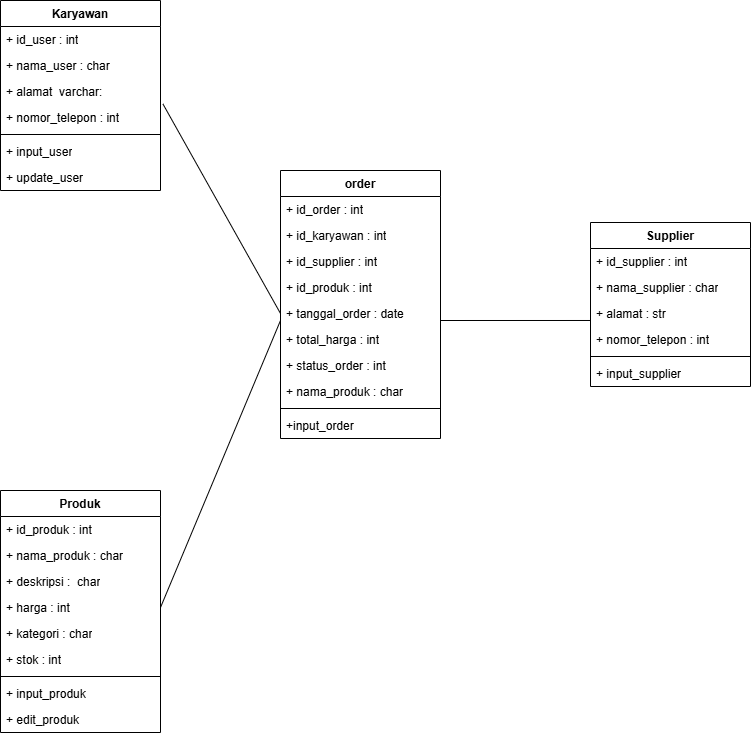 Karyawan
+ id_user : int
+ nama_user : char
+ alamat  varchar:
+ nomor_telepon : int
+ input_user
+ update_user
order
+ id_order : int
+ id_karyawan : int
+ id_supplier : int
+ id_produk : int
+ tanggal_order : date
+ total_harga : int
+ status_order : int
+ nama_produk : char
+input_order
Supplier
+ id_supplier : int
+ nama_supplier : char
+ alamat : str
+ nomor_telepon : int
+ input_supplier
Produk
+ id_produk : int
+ nama_produk : char
+ deskripsi :  char
+ harga : int
+ kategori : char
+ stok : int
+ input_produk
+ edit_produk